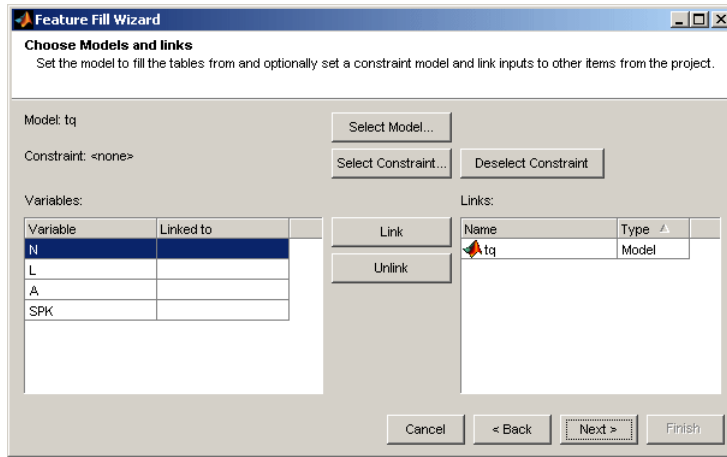 Feature Fill Wizard
Choose Models and links
Set the model to fill the tables from and optionally set a constraint model and link inputs to other items from the project.
Model: tq
Select Model...
Constraint: <none>
Select Constraint...
Deselect Constraint
Variables:
Links:
Variable Linked to
Link
Name Type
N
tq Model
L
Unlink
A
SPK
Cancel
< Back
Next >
Finish